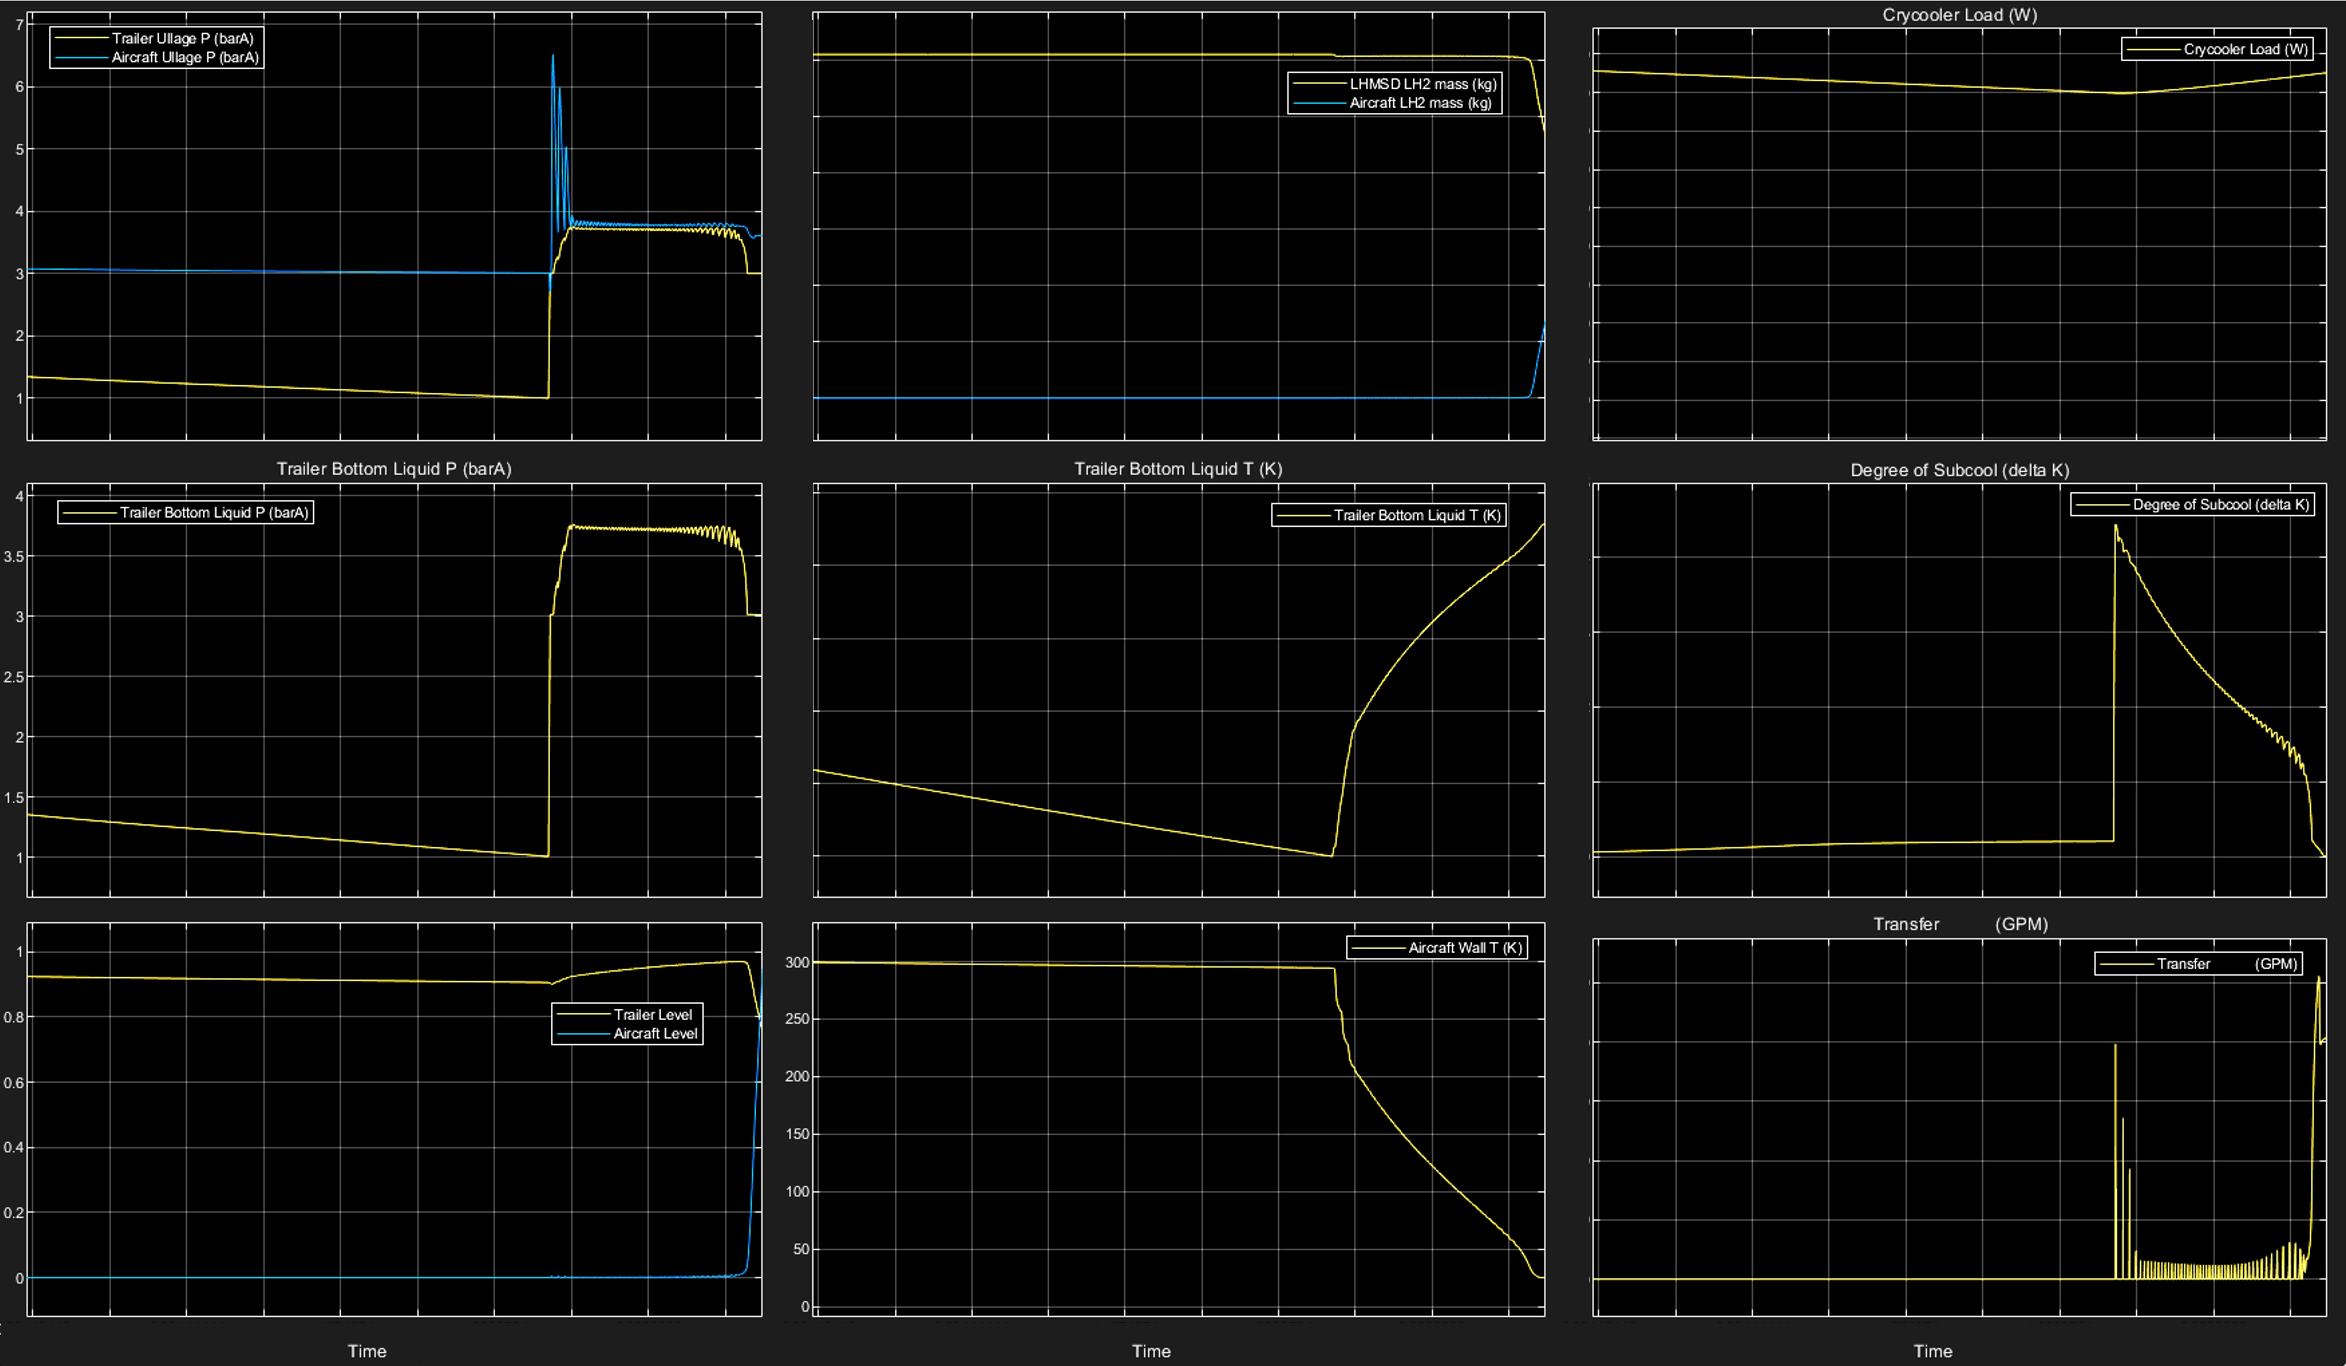 Trailer Ullage P (barA)
Aircraft Ullage P (barA)
7
6
5
4
3
2
1
LHMSD LH2 mass (kg)
Aircraft LH2 mass (kg)
Crycooler Load (W)
Crycooler Load (W)
Trailer Bottom Liquid P (barA)
Trailer Bottom Liquid P (barA)
4
3.5
3
2.5
2
1.5
1
Trailer Bottom Liquid T (K)
Trailer Bottom Liquid T (K)
Degree of Subcool (delta K)
Degree of Subcool (delta K)
1
0.8
0.6
0.4
0.2
0
Trailer Level
Aircraft Level
Time
Aircraft Wall T (K)
300
250
200
150
100
50
0
Time
Transfer (GPM)
Transfer (GPM)
Time